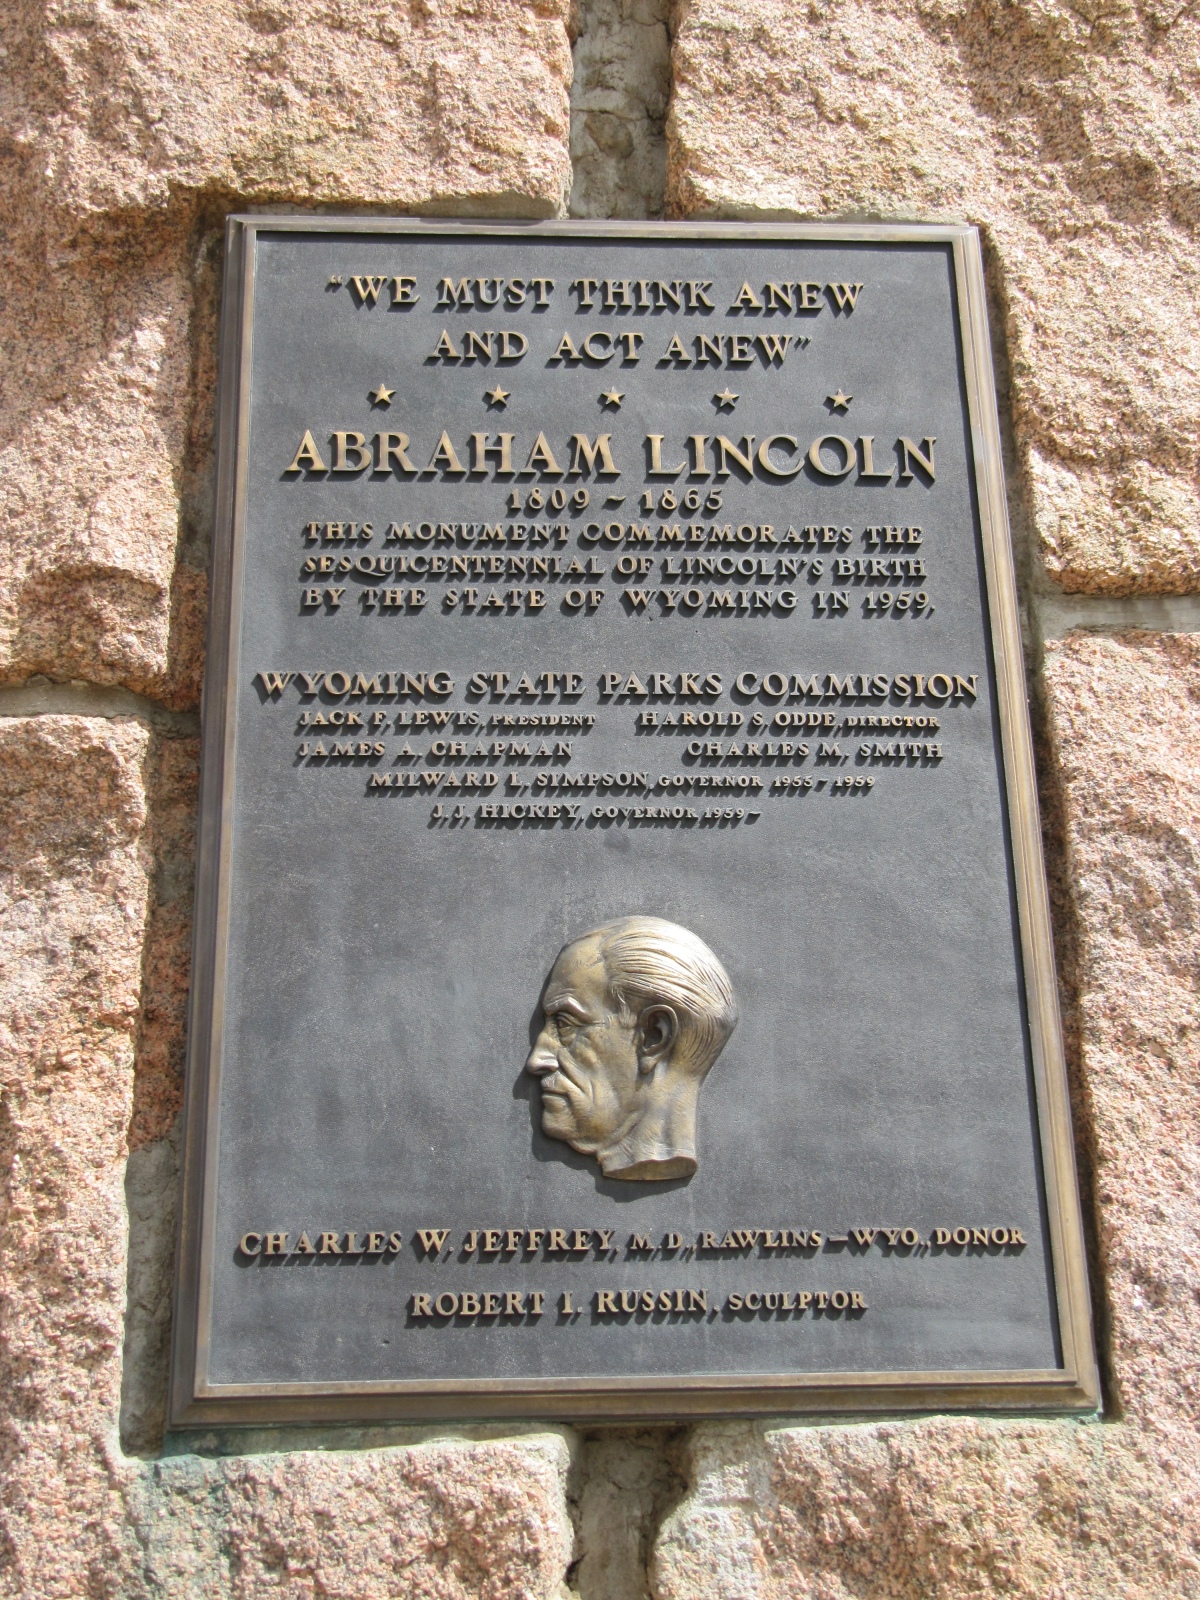 “WE MUST THINK ANEW
AND ACT ANEW”
ABRAHAM LINCOLN
1809 ~ 1865
THIS MONUMENT COMMEMORATES THE
SESQUICENTENNIAL OF LINCOLN'S BIRTH
BY THE STATE OF WYOMING IN 1959.
WYOMING STATE PARKS COMMISSION
JACK F. LEWIS, PRESIDENT HAROLD S. ODDE, DIRECTOR
JAMES A. CHAPMAN CHARLES M. SMITH
MILWARD L. SIMPSON, GOVERNOR 1955 - 1959
J. J. HICKEY, GOVERNOR 1959-
CHARLES W. JEFFREY, M.D., RAWLINS - WYO., DONOR
ROBERT I. RUSSIN, SCULPTOR